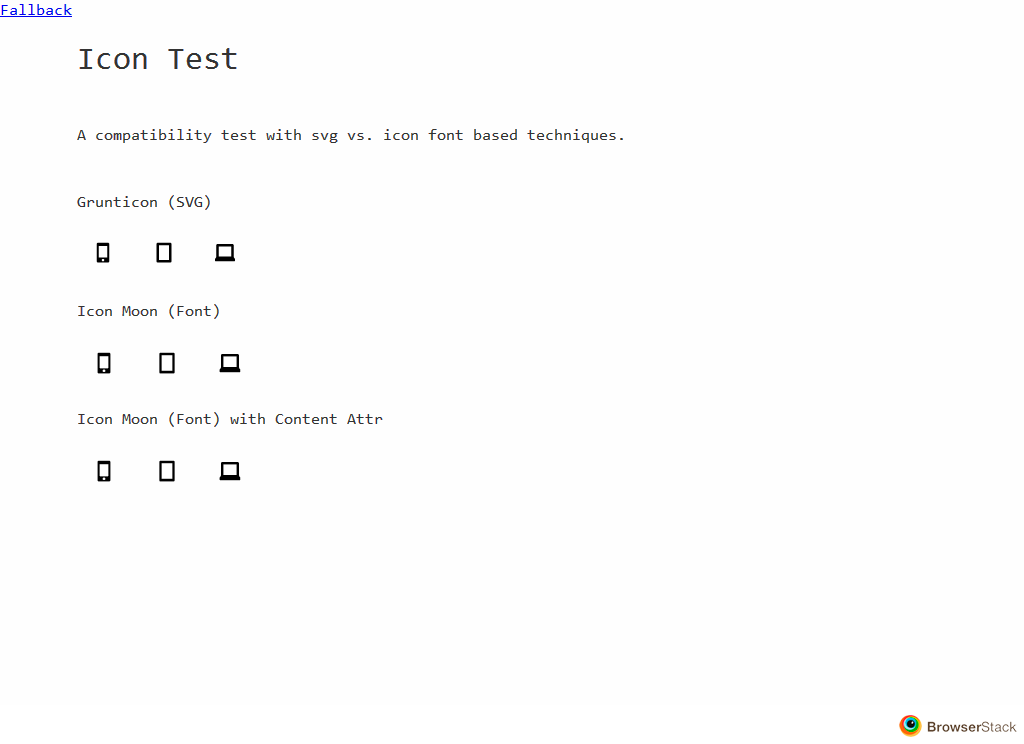 Fallback
Icon Test
A compatibility test with svg vs. icon font based techniques.
Grunticon (SVG)
Icon Moon (Font)
Icon Moon (Font) with Content Attr
BrowserStack